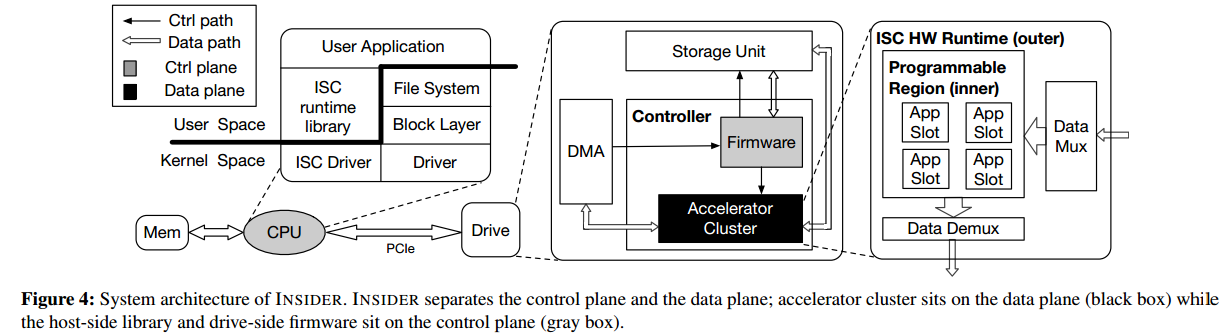 Ctrl path
Data path
Ctrl plane
Data plane
User Space
Kernel Space
User Application
ISC
runtime
library
File System
Block Layer
ISC Driver
Driver
Mem
CPU
PCIe
Drive
Storage Unit
Controller
DMA
Firmware
Accelerator
Cluster
ISC HW Runtime (outer)
Programmable
Region (inner)
App
Slot
App
Slot
App
Slot
App
Slot
Data
Mux
Data Demux
Figure 4: System architecture of INSIDER. INSIDER separates the control plane and the data plane; accelerator cluster sits on the data plane (black box) while
the host-side library and drive-side firmware sit on the control plane (gray box).